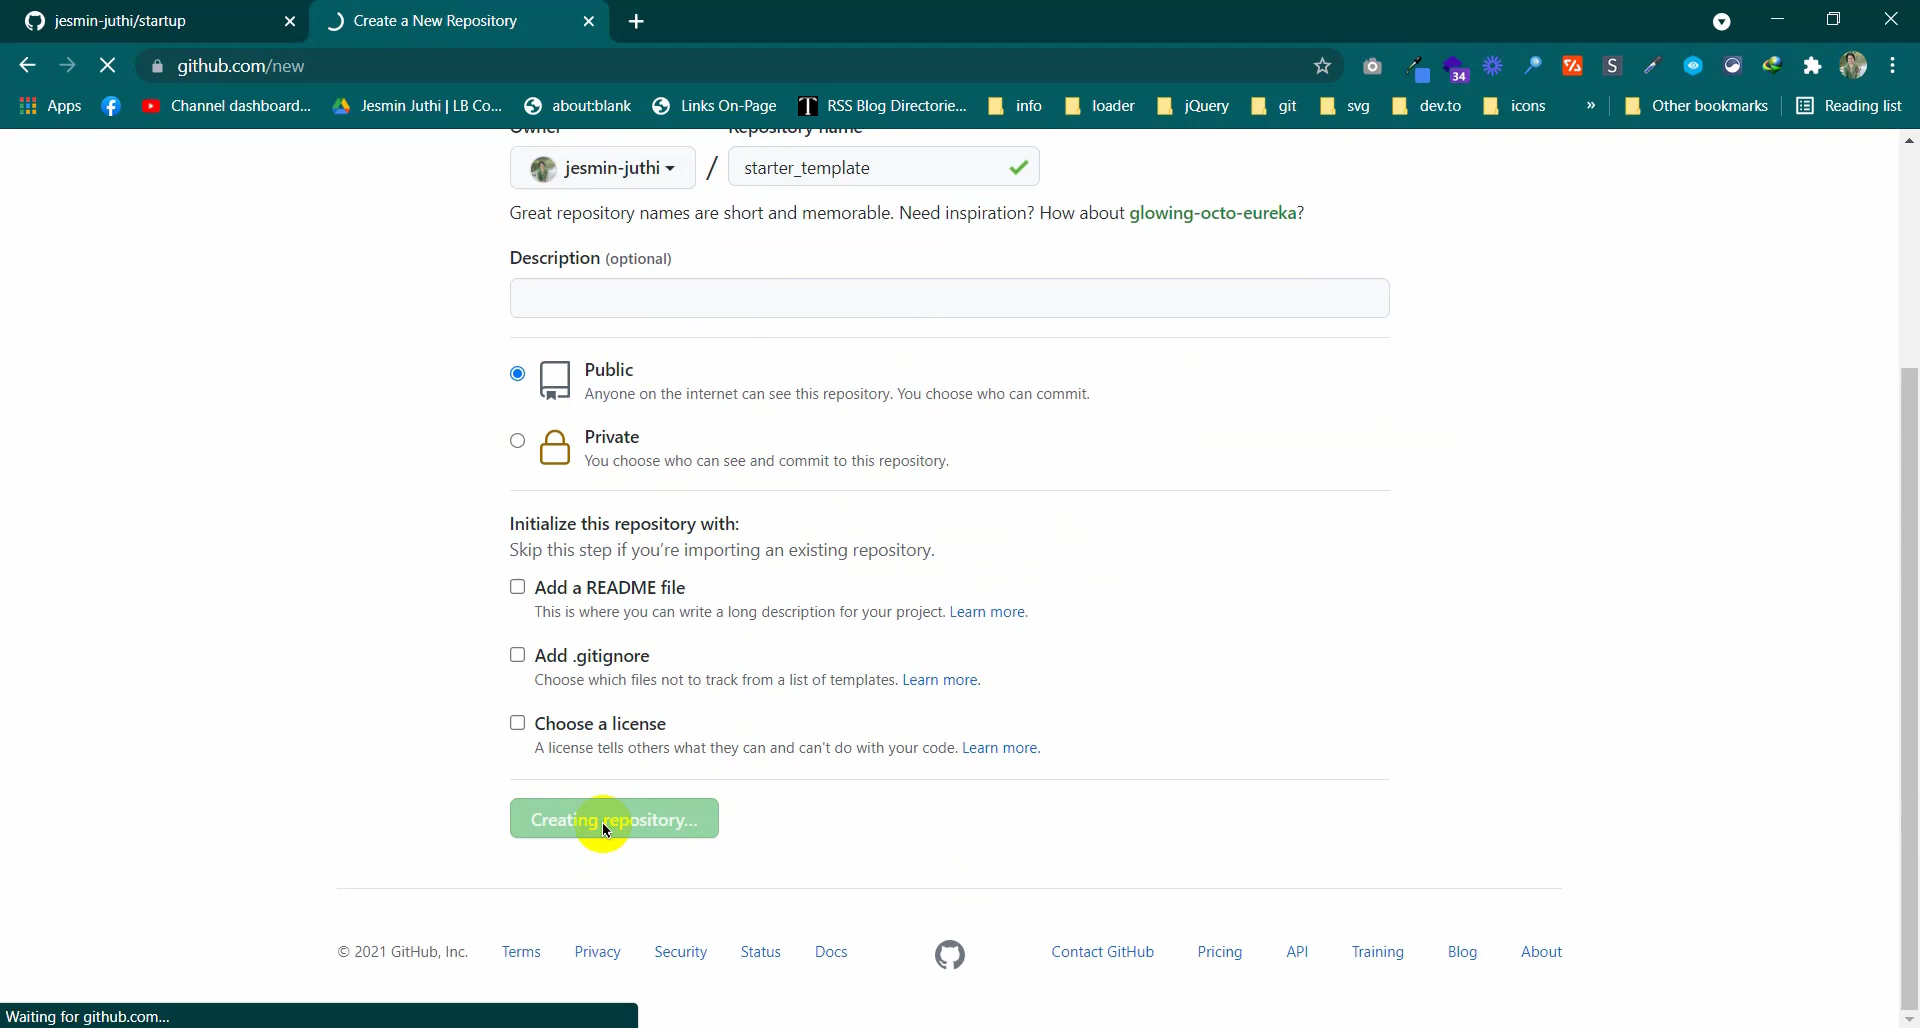 jesmin-juthi/startup
Create a New Repository
github.com/new
34
S
Apps
Channel dashboard...
Jesmin Juthi | LB Co...
about:blank
Links On-Page
T
RSS Blog Directorie...
info
loader
jQuery
git
svg
dev.to
icons
»
Other bookmarks
Reading list
Owner
Repository name
jesmin-juthi
/
starter_template
Great repository names are short and memorable. Need inspiration? How about glowing-octo-eureka?
Description (optional)
Public
Anyone on the internet can see this repository. You choose who can commit.
Private
You choose who can see and commit to this repository.
Initialize this repository with:
Skip this step if you're importing an existing repository.
Add a README file
This is where you can write a long description for your project. Learn more.
Add .gitignore
Choose which files not to track from a list of templates. Learn more.
Choose a license
A license tells others what they can and can't do with your code. Learn more.
Creating repository...
© 2021 GitHub, Inc.
Terms
Privacy
Security
Status
Docs
Contact GitHub
Pricing
API
Training
Blog
About
Waiting for github.com...